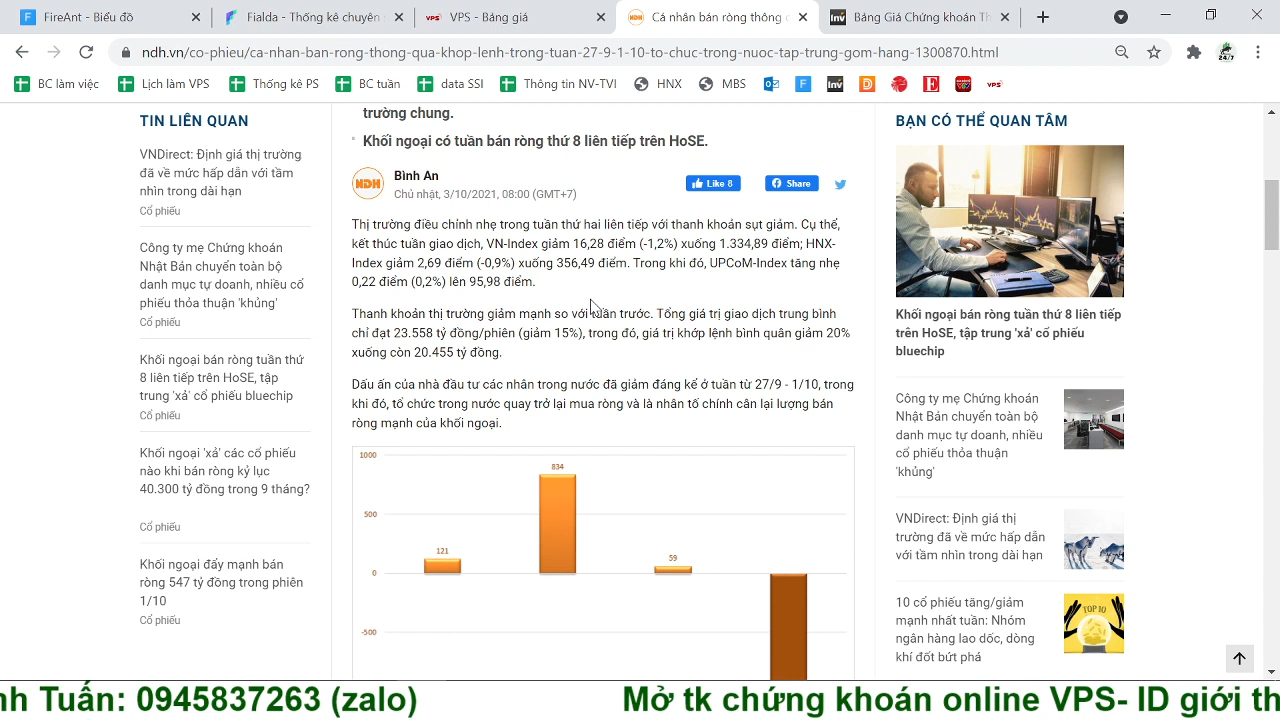 FireAnt - Biểu đồ
Fialda - Thống kê chuyên s
VPS - Bảng giá
Cá nhân bán ròng thông q
Bảng Giá Chứng khoán Th
ndh.vn/co-phieu/ca-nhan-ban-rong-thong-qua-khop-lenh-trong-tuan-27-9-1-10-to-chuc-trong-nuoc-tap-trung-gom-hang-1300870.html
BC làm việc
Lịch làm VPS
Thống kê PS
BC tuần
data SSI
Thông tin NV-TVI
HNX
MBS
TIN LIÊN QUAN
VNDirect: Định giá thị trường
đã về mức hấp dẫn với tầm
nhìn trong dài hạn
Cổ phiếu
Công ty mẹ Chứng khoán
Nhật Bản chuyển toàn bộ
danh mục tự doanh, nhiều cổ
phiếu thỏa thuận 'khủng'
Cổ phiếu
Khối ngoại bán ròng tuần thứ
8 liên tiếp trên HoSE, tập
trung 'xả' cổ phiếu bluechip
Cổ phiếu
Khối ngoại 'xả' các cổ phiếu
nào khi bán ròng kỷ lục
40.300 tỷ đồng trong 9 tháng?
Cổ phiếu
Khối ngoại đẩy mạnh bán
ròng 547 tỷ đồng trong phiên
1/10
Cổ phiếu
trường chung.
Khối ngoại có tuần bán ròng thứ 8 liên tiếp trên HoSE.
NDH
Bình An
Chủ nhật, 3/10/2021, 08:00 (GMT+7)
Like 8
Share
Thị trường điều chỉnh nhẹ trong tuần thứ hai liên tiếp với thanh khoản sụt giảm. Cụ thể,
kết thúc tuần giao dịch, VN-Index giảm 16,28 điểm (-1,2%) xuống 1.334,89 điểm; HNX-
Index giảm 2,69 điểm (-0,9%) xuống 356,49 điểm. Trong khi đó, UPCoM-Index tăng nhẹ
0,22 điểm (0,2%) lên 95,98 điểm.
Thanh khoản thị trường giảm mạnh so với tuần trước. Tổng giá trị giao dịch trung bình
chỉ đạt 23.558 tỷ đồng/phiên (giảm 15%), trong đó, giá trị khớp lệnh bình quân giảm 20%
xuống còn 20.455 tỷ đồng.
Dấu ấn của nhà đầu tư các nhân trong nước đã giảm đáng kể ở tuần từ 27/9 - 1/10, trong
khi đó, tổ chức trong nước quay trở lại mua ròng và là nhân tố chính cân lại lượng bán
ròng mạnh của khối ngoại.
1000
834
500
121
59
0
-500
BẠN CÓ THỂ QUAN TÂM
Khối ngoại bán ròng tuần thứ 8 liên tiếp
trên HoSE, tập trung 'xả' cổ phiếu
bluechip
Công ty mẹ Chứng khoán
Nhật Bản chuyển toàn bộ
danh mục tự doanh, nhiều
cổ phiếu thỏa thuận
'khủng'
VNDirect: Định giá thị
trường đã về mức hấp dẫn
với tầm nhìn trong dài hạn
10 cổ phiếu tăng/giảm
mạnh nhất tuần: Nhóm
ngân hàng lao dốc, dòng
khí đốt bứt phá
TOP 10
nh Tuấn: 0945837263 (zalo)
Mở tk chứng khoán online VPS- ID giới th